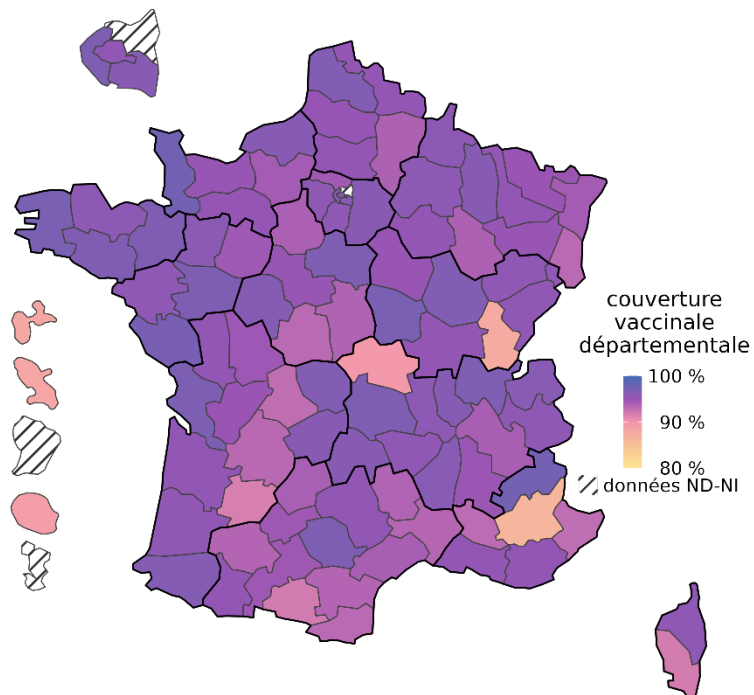 couverture
vaccinale
départementale
100 %
90 %
80 %
données ND-NI